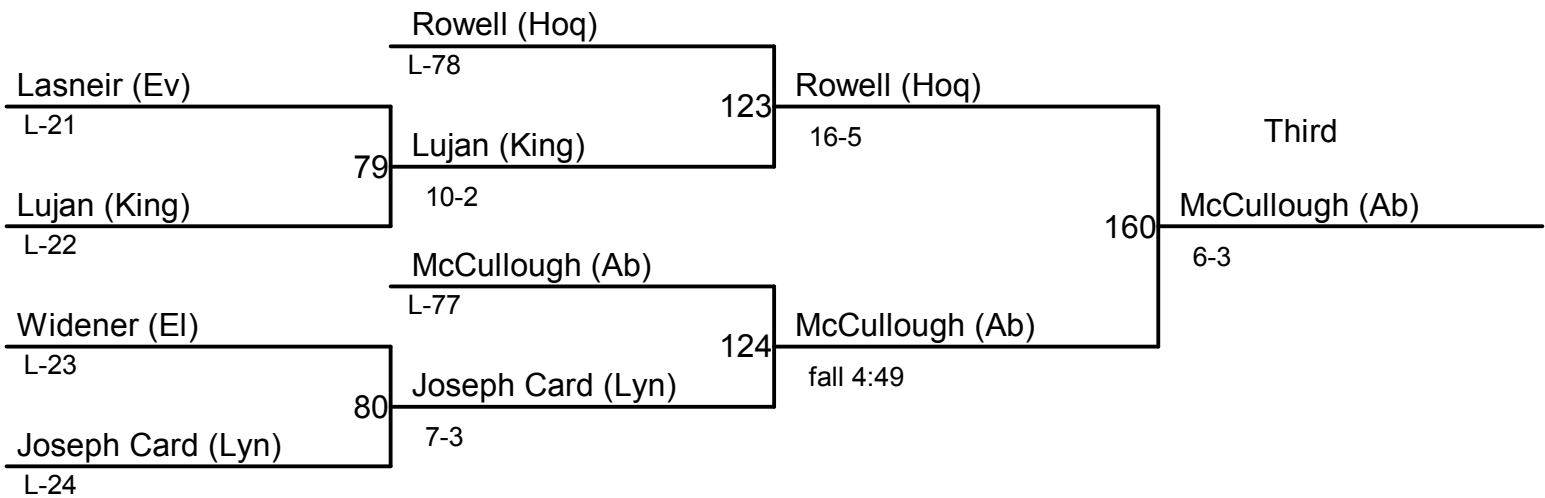 Rowell (Hoq)
L-78
Lasneir (Ev)
L-21
123
Rowell (Hoq)
16-5
Third
79
Lujan (King)
10-2
Lujan (King)
L-22
160
McCullough (Ab)
6-3
McCullough (Ab)
L-77
Widener (El)
L-23
124
McCullough (Ab)
fall 4:49
80
Joseph Card (Lyn)
7-3
Joseph Card (Lyn)
L-24